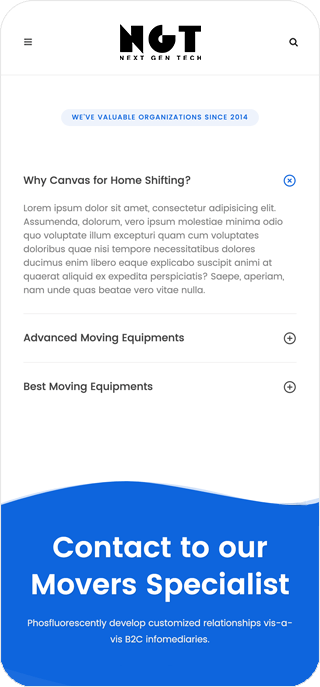 NGT
NEXT GEN TECH
WE'VE VALUABLE ORGANIZATIONS SINCE 2014
Why Canvas for Home Shifting?
Lorem ipsum dolor sit amet, consectetur adipisicing elit.
Assumenda, dolorum, vero ipsum molestiae minima odio
quo voluptate illum excepturi quam cum voluptates
doloribus quae nisi tempore necessitatibus dolores
ducimus enim libero eaque explicabo suscipit animi at
quaerat aliquid ex expedita perspiciatis? Saepe, aperiam,
nam unde quas beatae vero vitae nulla.
Advanced Moving Equipments
Best Moving Equipments
Contact to our
Movers Specialist
Phosfluorescently develop customized relationships vis-a-
vis B2C infomediaries.